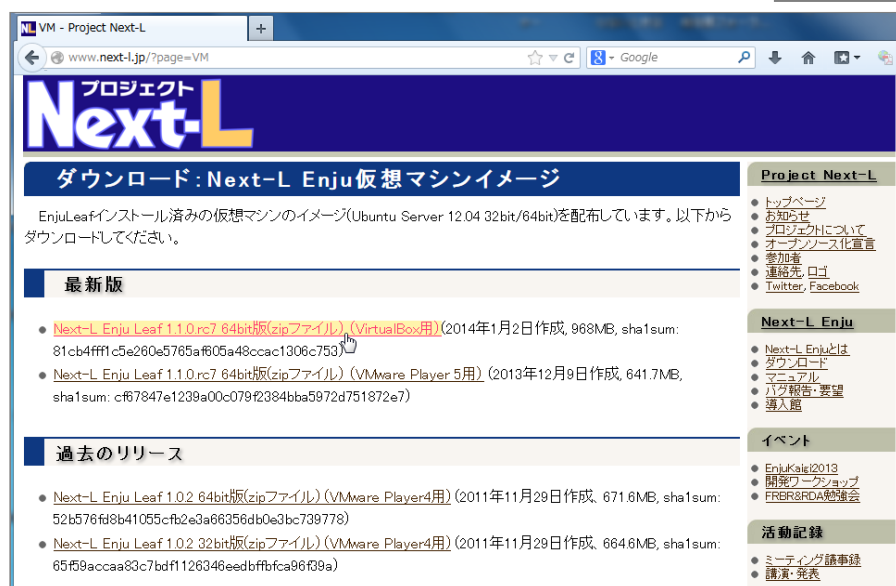 VM - Project Next-L
www.next-l.jp/?page=VM
Google
プロジェクト
Next-L
ダウンロード:Next-L Enju仮想マシンイメージ
EnjuLeafインストール済みの仮想マシンのイメージ(Ubuntu Server 12.04 32bit/64bit)を配布しています。以下から
ダウンロードしてください。
最新版
Next-L Enju Leaf 1.1.0.rc7 64bit版(zipファイル) (VirtualBox用)(2014年1月2日作成, 968MB, sha1sum:
81cb4fff1c5e260e5765af605a48ccac1306c753)
Next-L Enju Leaf 1.1.0.rc7 64bit版(zipファイル) (VMware Player 5用) (2013年12月9日作成, 641.7MB,
sha1sum: cf67847e1239a00c079f2384bba5972d751872e7)
過去のリリース
Next-L Enju Leaf 1.0.2 64bit版(zipファイル) (VMware Player4用) (2011年11月29日作成、671.6MB, sha1sum:
52b576fd8b41055cfb2e3a66356db0e3bc739778)
Next-L Enju Leaf 1.0.2 32bit版(zipファイル) (VMware Player4用) (2011年11月29日作成、664.6MB, sha1sum:
65f59accaa83c7bdf1126346eedbffbfca96f39a)
Project Next-L
トップページ
お知らせ
プロジェクトについて
オープンソース化宣言
参加者
連絡先, ロゴ
Twitter, Facebook
Next-L Enju
Next-L Enjuとは
ダウンロード
マニュアル
バグ報告・要望
導入館
イベント
EnjuKaigi2013
開発ワークショップ
FRBR&RDA勉強会
活動記録
ミーティング議事録
講演・発表